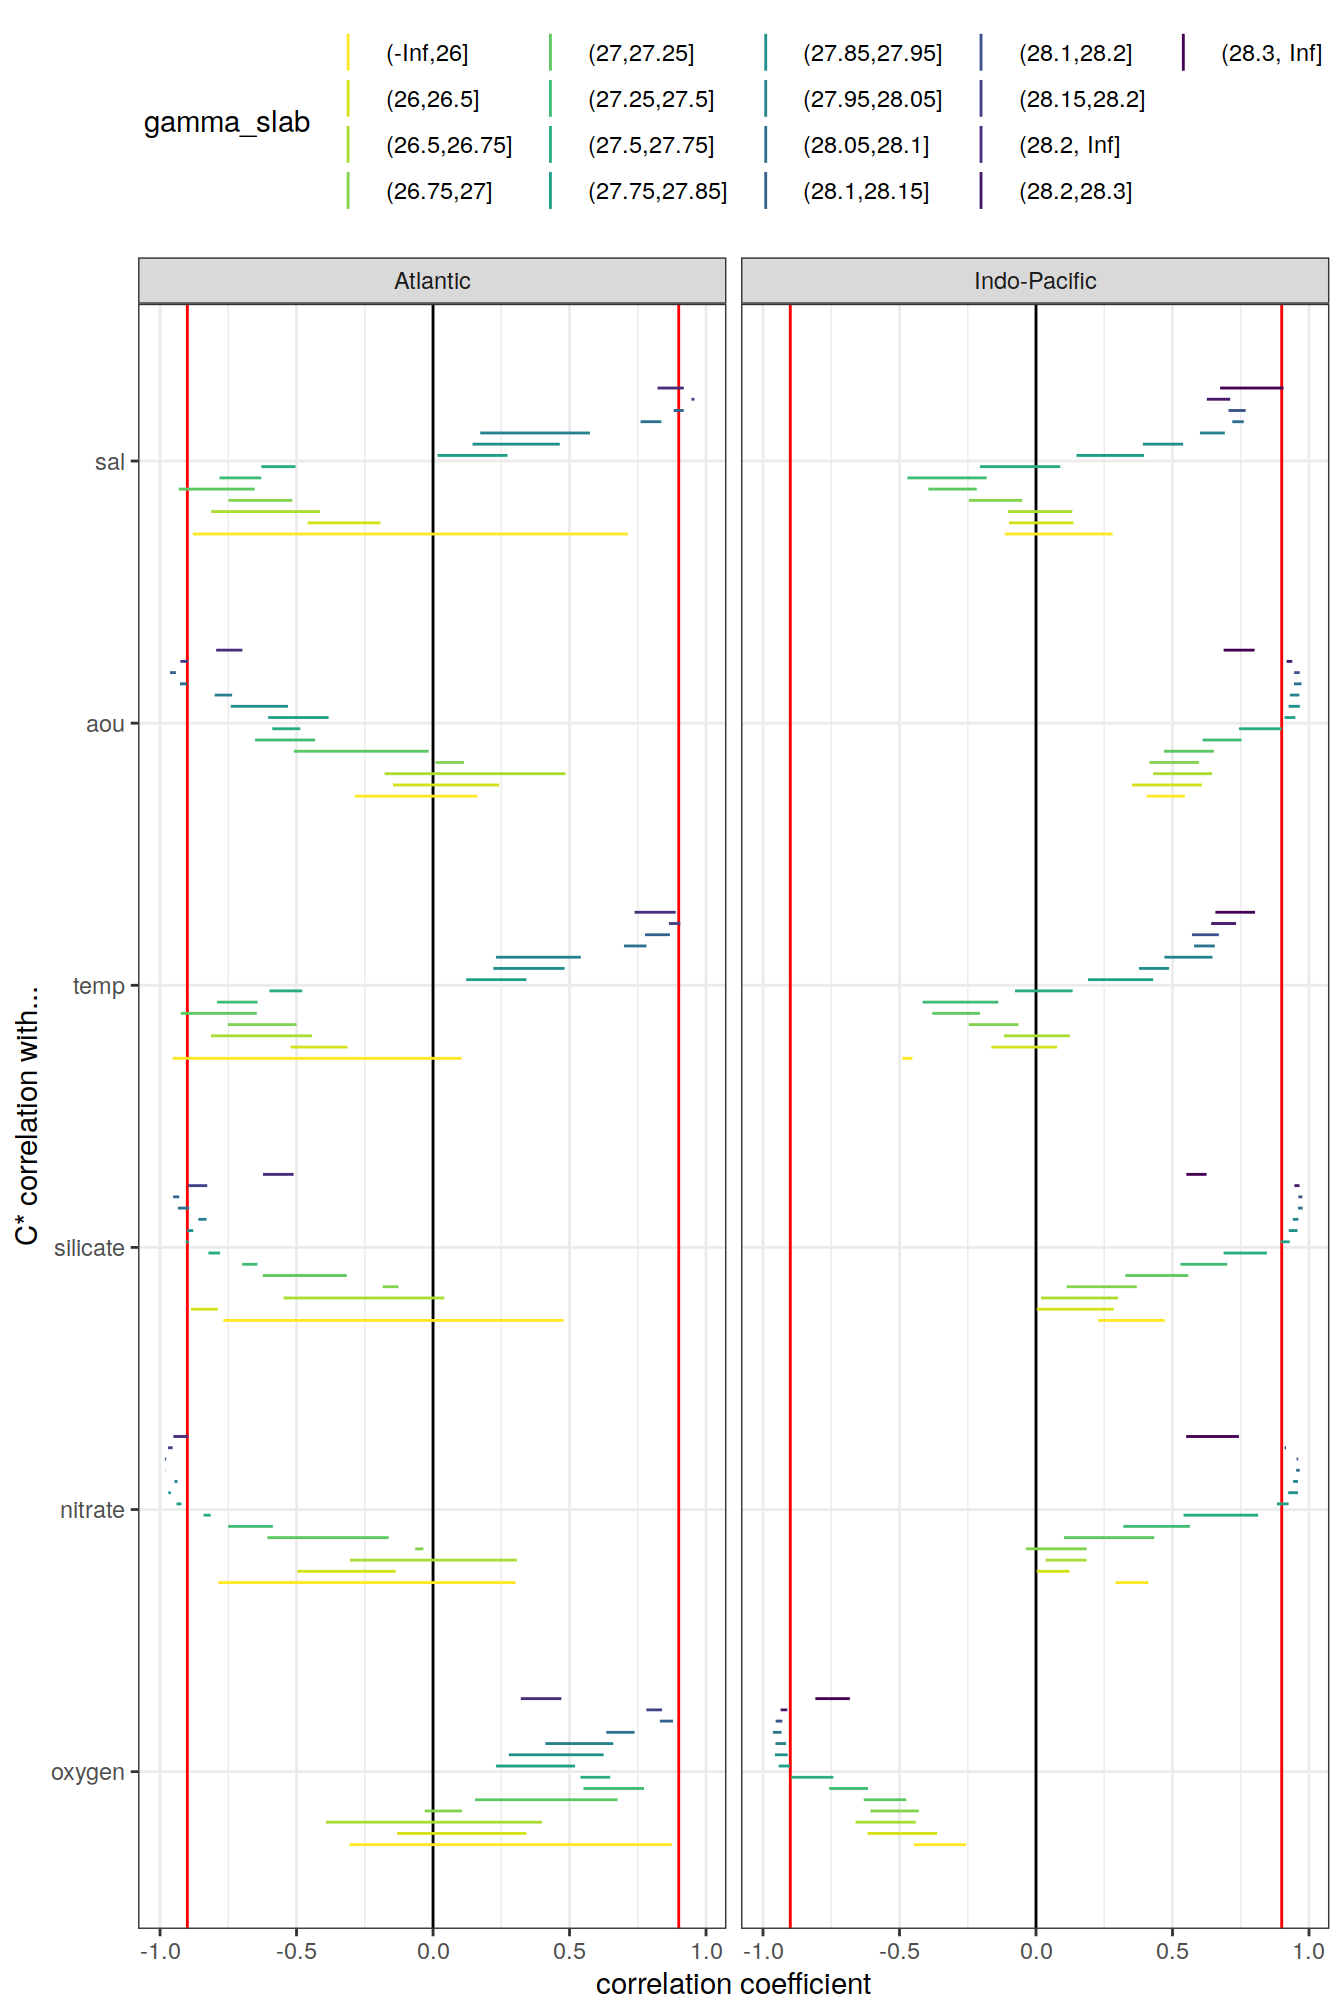 gamma_slab
(-Inf,26]
(26,26.5]
(26.5,26.75]
(26.75,27]
(27,27.25]
(27.25,27.5]
(27.5,27.75]
(27.75,27.85]
(27.85,27.95]
(27.95,28.05]
(28.05,28.1]
(28.1,28.15]
(28.1,28.2]
(28.15,28.2]
(28.2, Inf]
(28.2,28.3]
(28.3, Inf]
Atlantic
Indo-Pacific
C* correlation with...
sal
aou
temp
silicate
nitrate
oxygen
-1.0 -0.5 0.0 0.5 1.0
-1.0 -0.5 0.0 0.5 1.0
correlation coefficient